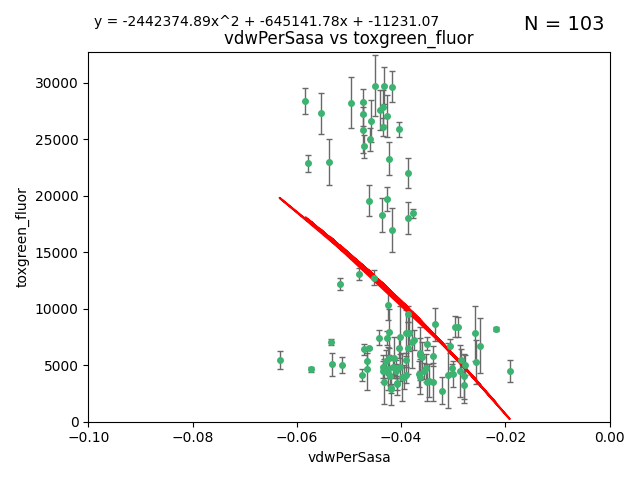 y = -2442374.89x^2 + -645141.78x + -11231.07
N = 103
vdwPerSasa vs toxgreen_fluor
toxgreen_fluor
30000
25000
20000
15000
10000
5000
0
−0.10
−0.08
−0.06
−0.04
−0.02
0.00
vdwPerSasa